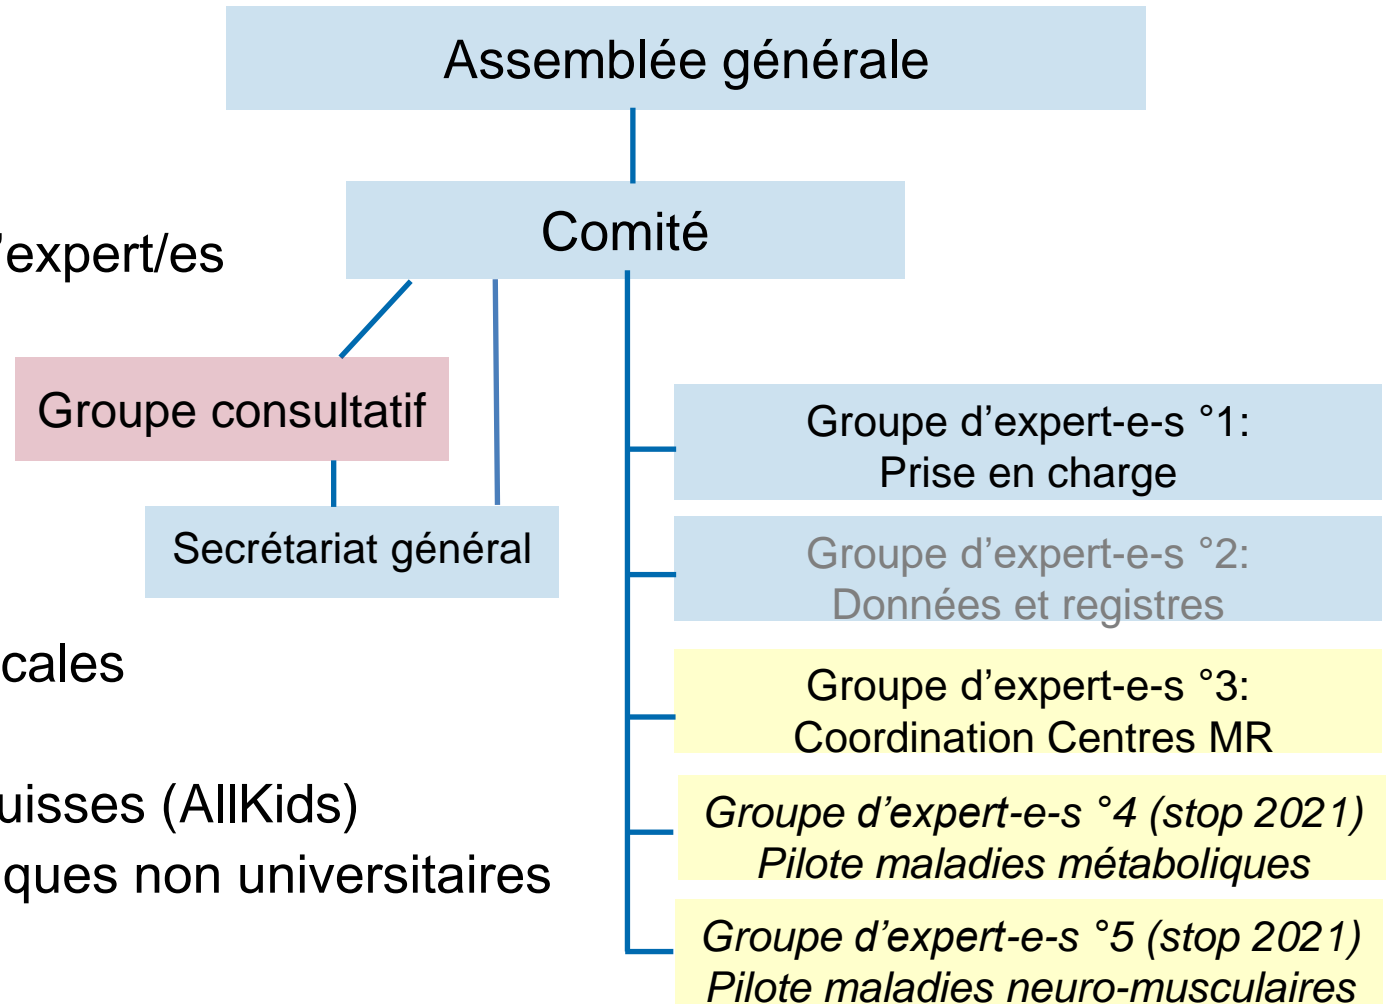 Assemblée générale
Comité
’expert/es
Groupe consultatif
Secrétariat général
Groupe d’expert-e-s °1:
Prise en charge
Groupe d’expert-e-s °2:
Données et registres
cales
Groupe d’expert-e-s °3:
Coordination Centres MR
uisses (AllKids)
Groupe d’expert-e-s °4 (stop 2021)
Pilote maladies métaboliques
ques non universitaires
Groupe d’expert-e-s °5 (stop 2021)
Pilote maladies neuro-musculaires